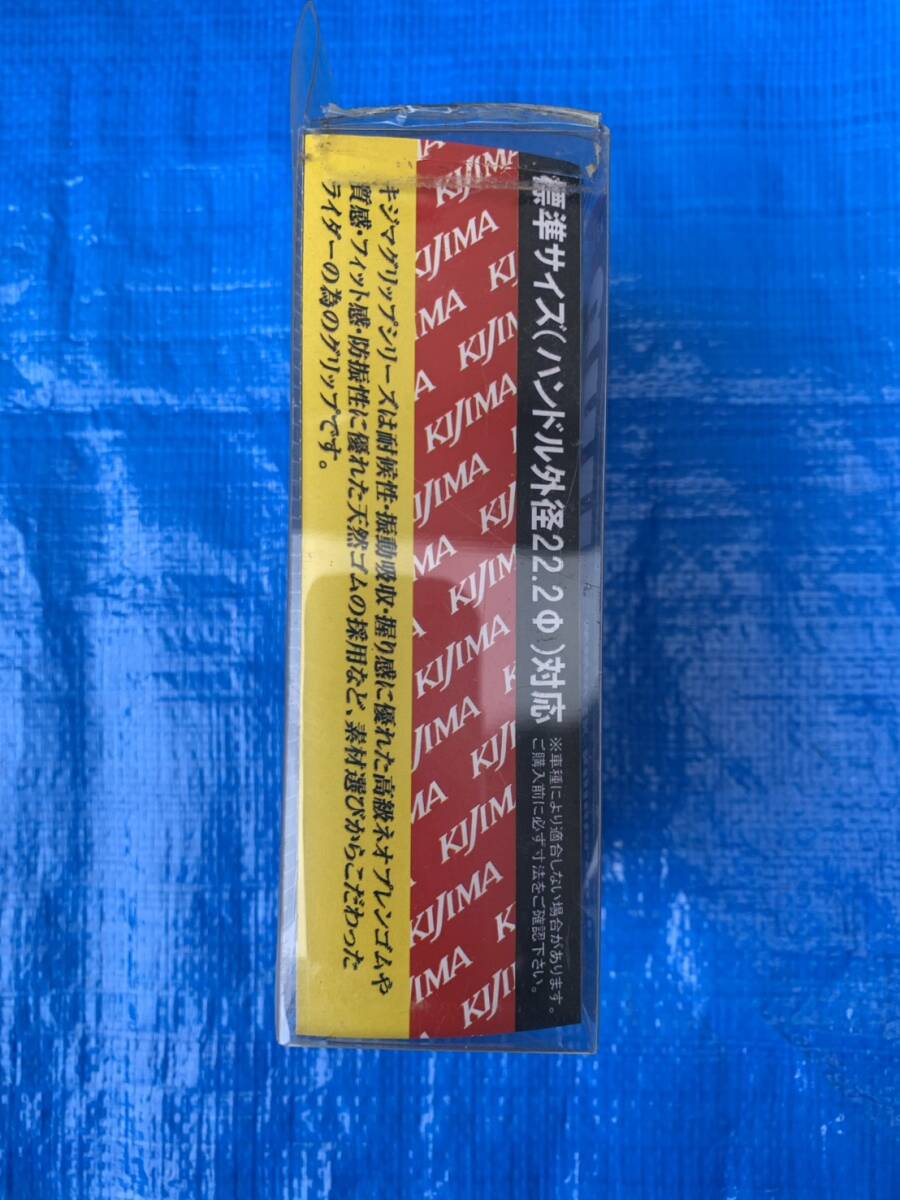 標準サイズ(ハンドル外径22.2Φ)対応
※車種により適合しない場合があります。
ご購入前に必ず寸法をご確認下さい。
KIJIMA
KIJIMA
KIJIMA
KIJIMA
KIJIMA
KIJIMA
KIJIMA
KIJIMA
キジマグリップシリーズは耐候性・振動吸収・握り感に優れた高級ネオプレンゴムや
質感・フィット感・防振性に優れた天然ゴムの採用など、素材選びからこだわった
ライダーの為のグリップです。